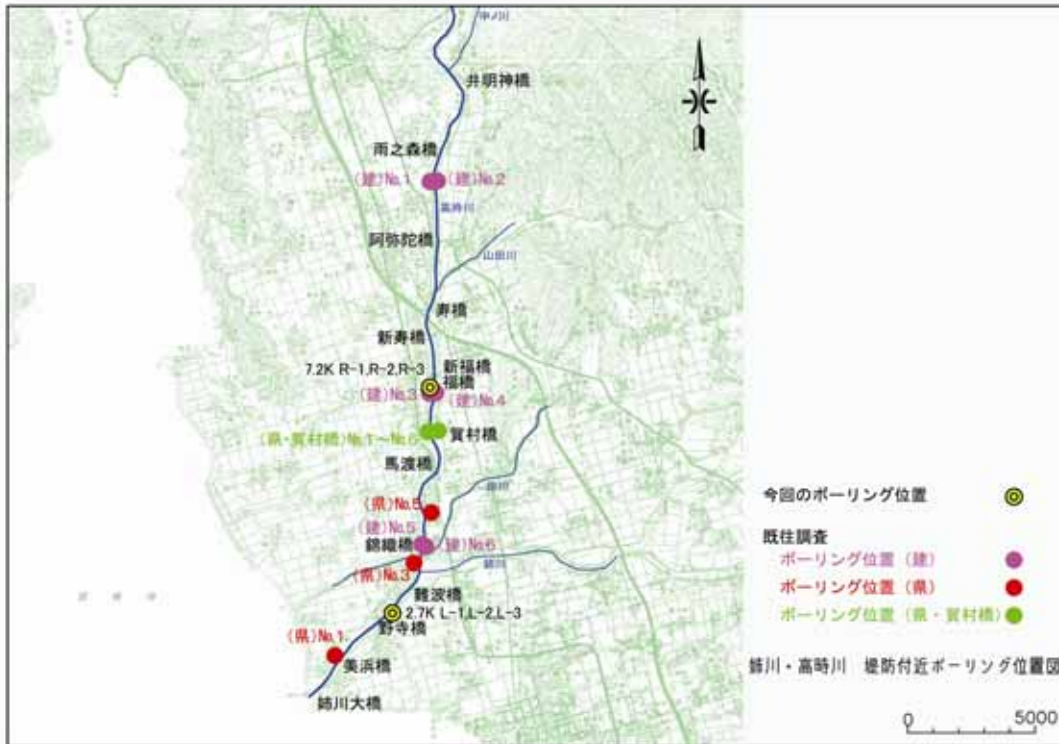 井明神橋
雨之森橋
(建)No.1
(建)No.2
高時川
阿弥陀橋
山田川
寿橋
新寿橋
7.2K R-1,R-2,R-3
新福橋
福橋
(建)No.3
(建)No.4
(県・賀村橋)No.1～No.6
賀村橋
馬渡橋
(県)No.5
(建)No.5
錦織橋
(建)No.6
(県)No.3
難波橋
2.7K L-1,L-2,L-3
野寺橋
(県)No.1
美浜橋
姉川大橋
今回のボーリング位置
既往調査
ボーリング位置（建）
ボーリング位置（県）
ボーリング位置（県・賀村橋）
姉川・高時川　堤防付近ボーリング位置図
0
5000